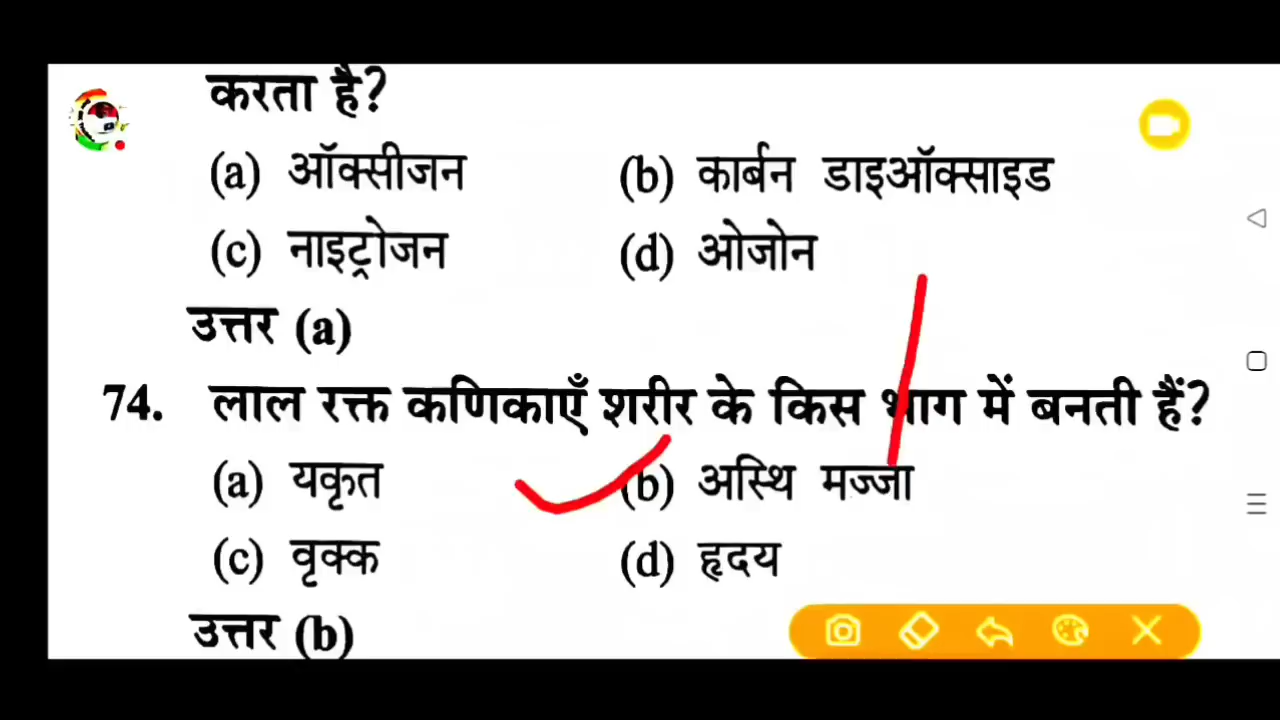 करता है?
(a) ऑक्सीजन (b) कार्बन डाइऑक्साइड
(c) नाइट्रोजन (d) ओजोन
उत्तर (a)
74. लाल रक्त कणिकाएँ शरीर के किस भाग में बनती हैं?
(a) यकृत (b) अस्थि मज्जा
(c) वृक्क (d) हृदय
उत्तर (b)